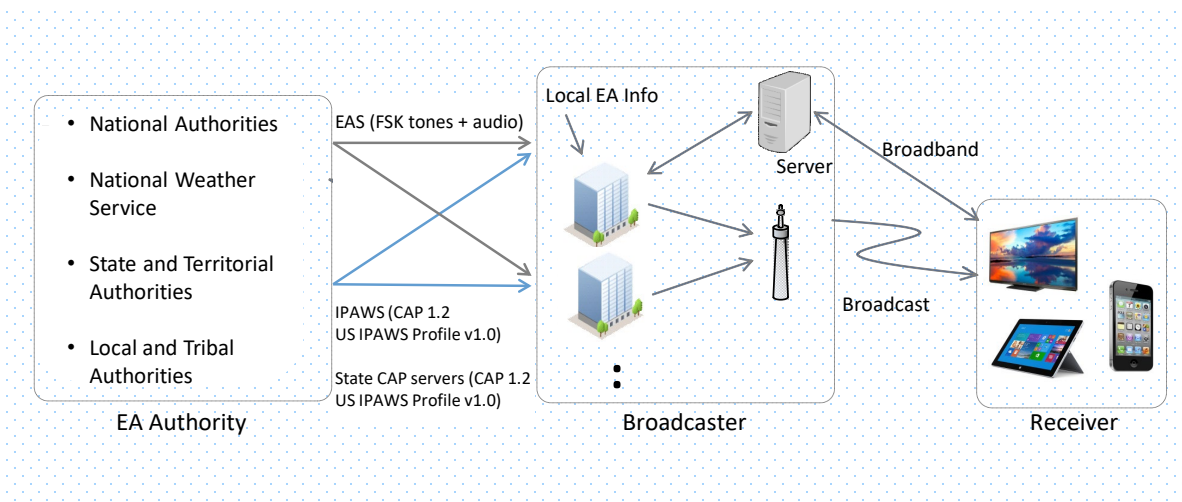 • National Authorities
• National Weather
Service
• State and Territorial
Authorities
• Local and Tribal
Authorities
EA Authority
EAS (FSK tones + audio)
IPAWS (CAP 1.2
US IPAWS Profile v1.0)
State CAP servers (CAP 1.2
US IPAWS Profile v1.0)
Local EA Info
Server
Broadcaster
Broadband
Broadcast
Receiver